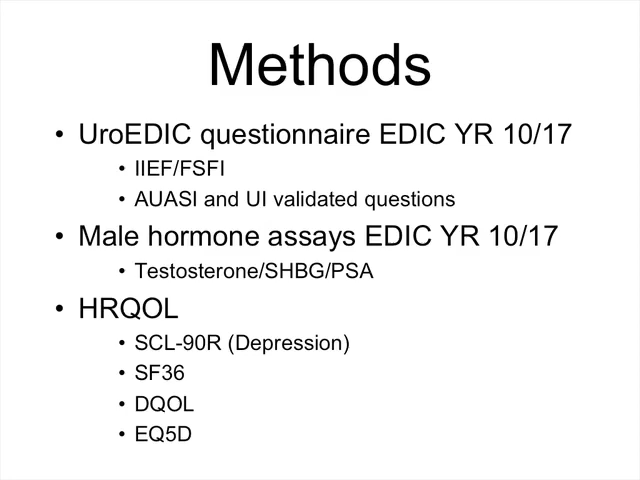 Methods
• UroEDIC questionnaire EDIC YR 10/17
• IIEF/FSFI
• AUASI and UI validated questions
• Male hormone assays EDIC YR 10/17
• Testosterone/SHBG/PSA
• HRQOL
• SCL-90R (Depression)
• SF36
• DQOL
• EQ5D